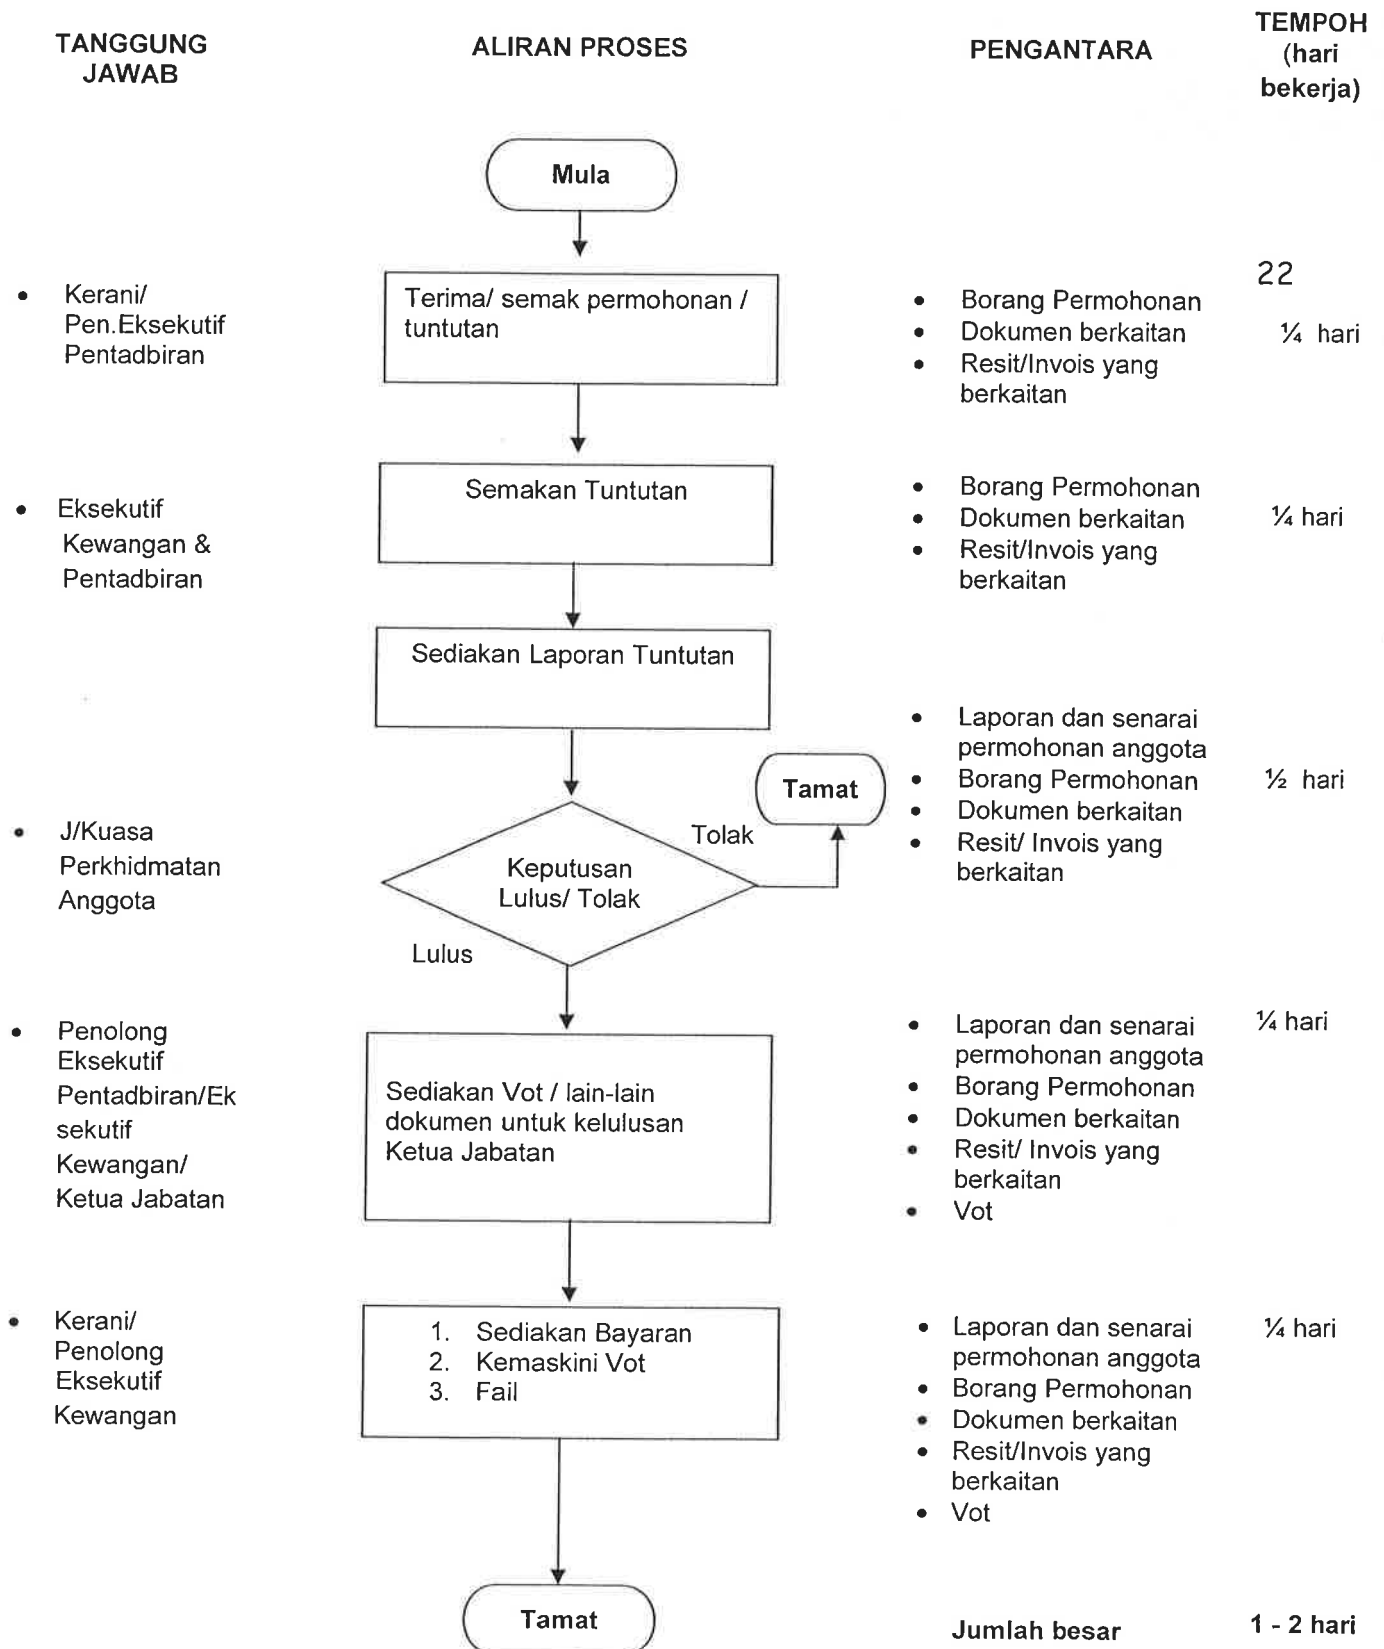 TANGGUNG
JAWAB
ALIRAN PROSES
PENGANTARA
TEMPOH
(hari
bekerja)
Mula
• Kerani/
Pen.Eksekutif
Pentadbiran
Terima/ semak permohonan /
tuntutan
• Borang Permohonan
• Dokumen berkaitan
• Resit/Invois yang
berkaitan
22
¼ hari
• Eksekutif
Kewangan &
Pentadbiran
Semakan Tuntutan
• Borang Permohonan
• Dokumen berkaitan
• Resit/Invois yang
berkaitan
¼ hari
Sediakan Laporan Tuntutan
• J/Kuasa
Perkhidmatan
Anggota
Keputusan
Lulus/ Tolak
Tolak
Tamat
Lulus
• Laporan dan senarai
permohonan anggota
• Borang Permohonan
• Dokumen berkaitan
• Resit/ Invois yang
berkaitan
½ hari
• Penolong
Eksekutif
Pentadbiran/Ek
sekutif
Kewangan/
Ketua Jabatan
Sediakan Vot / lain-lain
dokumen untuk kelulusan
Ketua Jabatan
• Laporan dan senarai
permohonan anggota
• Borang Permohonan
• Dokumen berkaitan
• Resit/ Invois yang
berkaitan
• Vot
¼ hari
• Kerani/
Penolong
Eksekutif
Kewangan
1. Sediakan Bayaran
2. Kemaskini Vot
3. Fail
• Laporan dan senarai
permohonan anggota
• Borang Permohonan
• Dokumen berkaitan
• Resit/Invois yang
berkaitan
• Vot
¼ hari
Tamat
Jumlah besar
1 - 2 hari